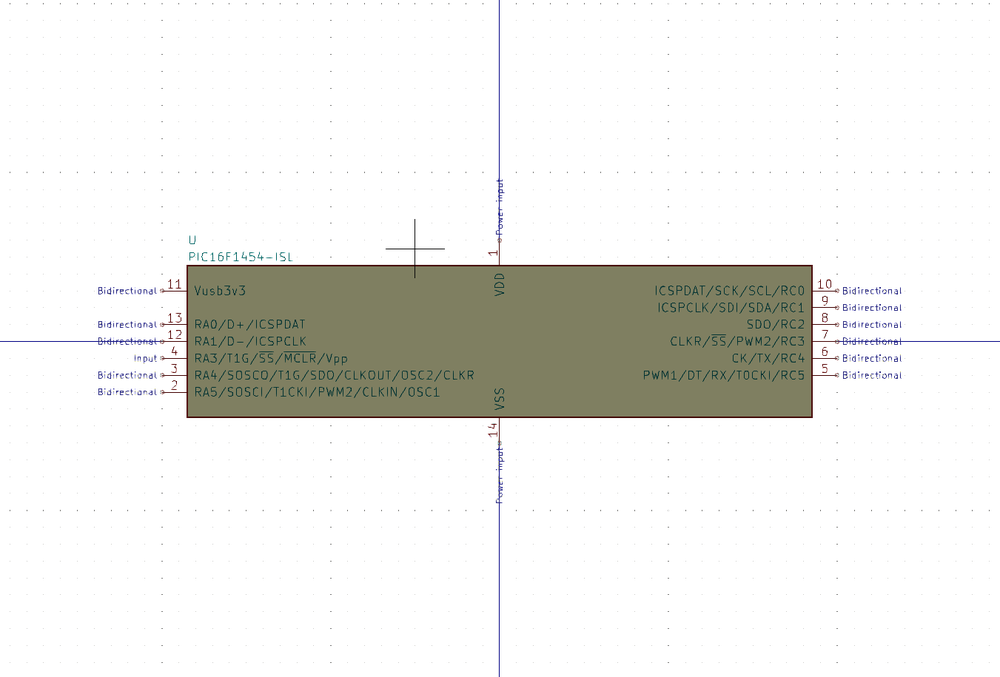 Power input
1
U
PIC16F1454-ISL
VDD
Bidirectional 11 Vusb3v3
ICSPDAT/SCK/SCL/RC0 10 Bidirectional
ICSPCLK/SDI/SDA/RC1 9 Bidirectional
Bidirectional 13 RA0/D+/ICSPDAT
SDO/RC2 8 Bidirectional
Bidirectional 12 RA1/D-/ICSPCLK
CLKR/SS/PWM2/RC3 7 Bidirectional
Input 4 RA3/T1G/SS/MCLR/Vpp
CK/TX/RC4 6 Bidirectional
Bidirectional 3 RA4/SOSCO/T1G/SDO/CLKOUT/OSC2/CLKR
PWM1/DT/RX/T0CKI/RC5 5 Bidirectional
Bidirectional 2 RA5/SOSCI/T1CKI/PWM2/CLKIN/OSC1
VSS
14
Power input